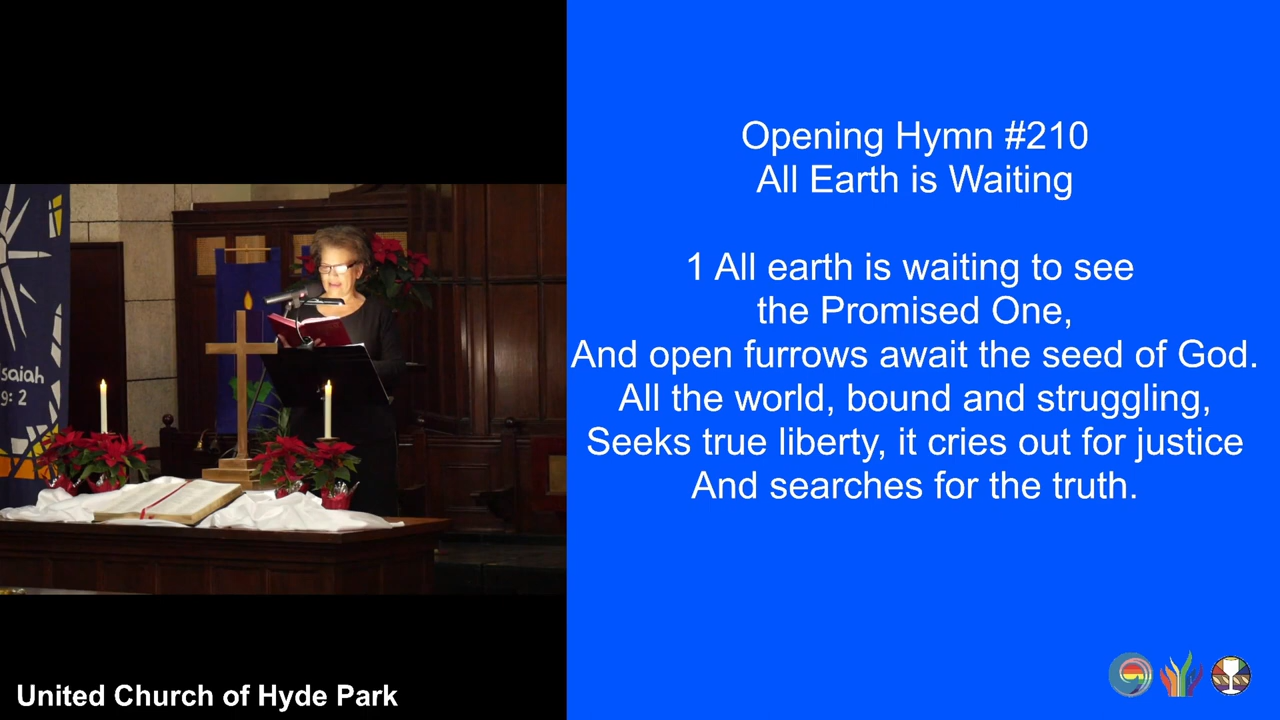 Opening Hymn #210
All Earth is Waiting
1 All earth is waiting to see
the Promised One,
And open furrows await the seed of God.
All the world, bound and struggling,
Seeks true liberty, it cries out for justice
And searches for the truth.
saiah
9: 2
United Church of Hyde Park